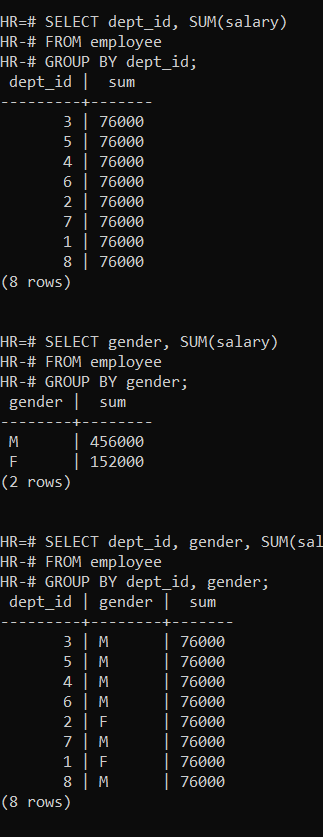 HR=# SELECT dept_id, SUM(salary)
HR-# FROM employee
HR-# GROUP BY dept_id;
 dept_id |  sum
---------+-------
       3 | 76000
       5 | 76000
       4 | 76000
       6 | 76000
       2 | 76000
       7 | 76000
       1 | 76000
       8 | 76000
(8 rows)
HR=# SELECT gender, SUM(salary)
HR-# FROM employee
HR-# GROUP BY gender;
 gender |  sum
--------+--------
 M      | 456000
 F      | 152000
(2 rows)
HR=# SELECT dept_id, gender, SUM(sal
HR-# FROM employee
HR-# GROUP BY dept_id, gender;
 dept_id | gender |  sum
---------+--------+-------
       3 | M      | 76000
       5 | M      | 76000
       4 | M      | 76000
       6 | M      | 76000
       2 | F      | 76000
       7 | M      | 76000
       1 | F      | 76000
       8 | M      | 76000
(8 rows)